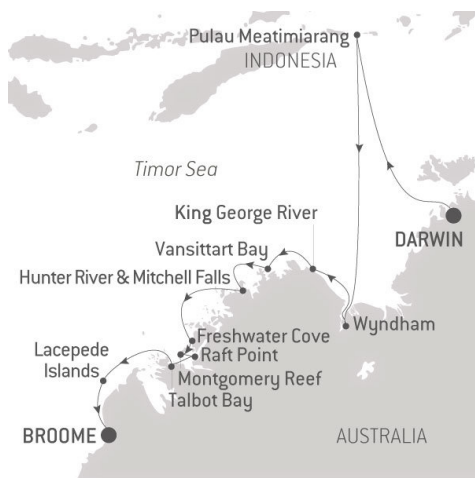 Pulau Meatimiarang
INDONESIA
Timor Sea
King George River
DARWIN
Vansittart Bay
Hunter River & Mitchell Falls
Wyndham
Freshwater Cove
Lacepede
Islands
Raft Point
Montgomery Reef
Talbot Bay
BROOME
AUSTRALIA